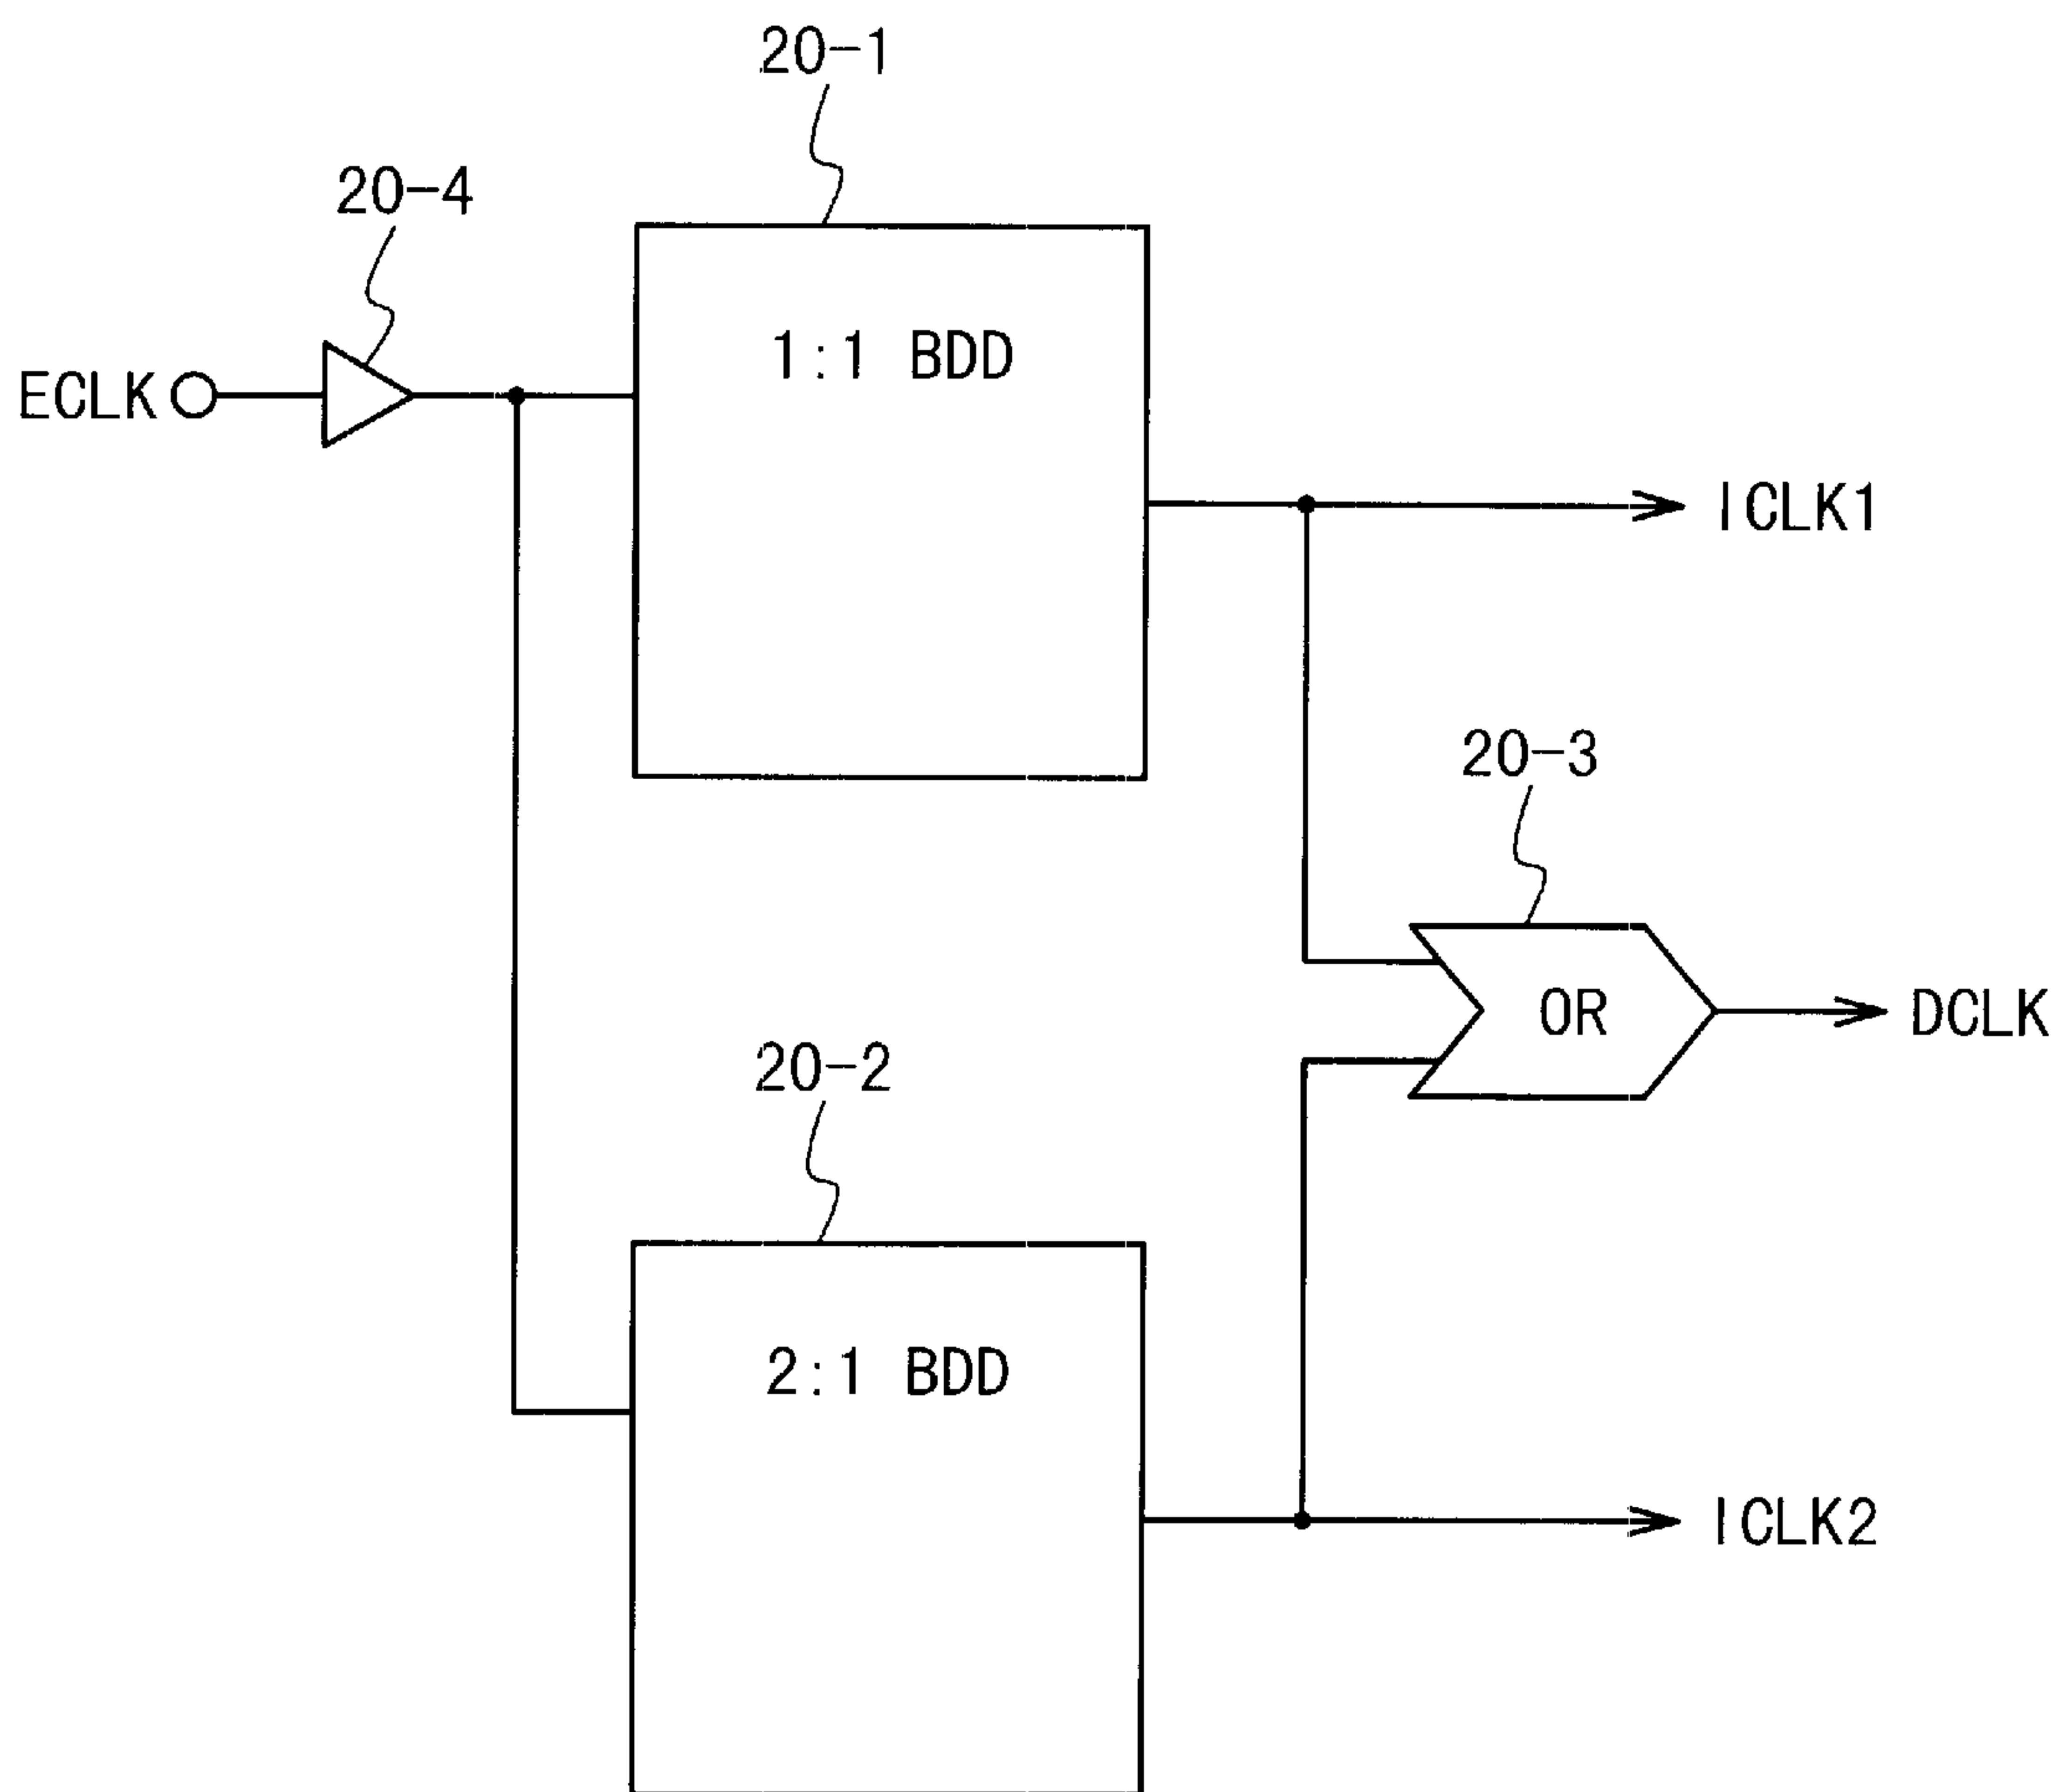 20-1
20-4
1:1 BDD
ECLK
ICLK1
20-3
OR
DCLK
20-2
2:1 BDD
ICLK2